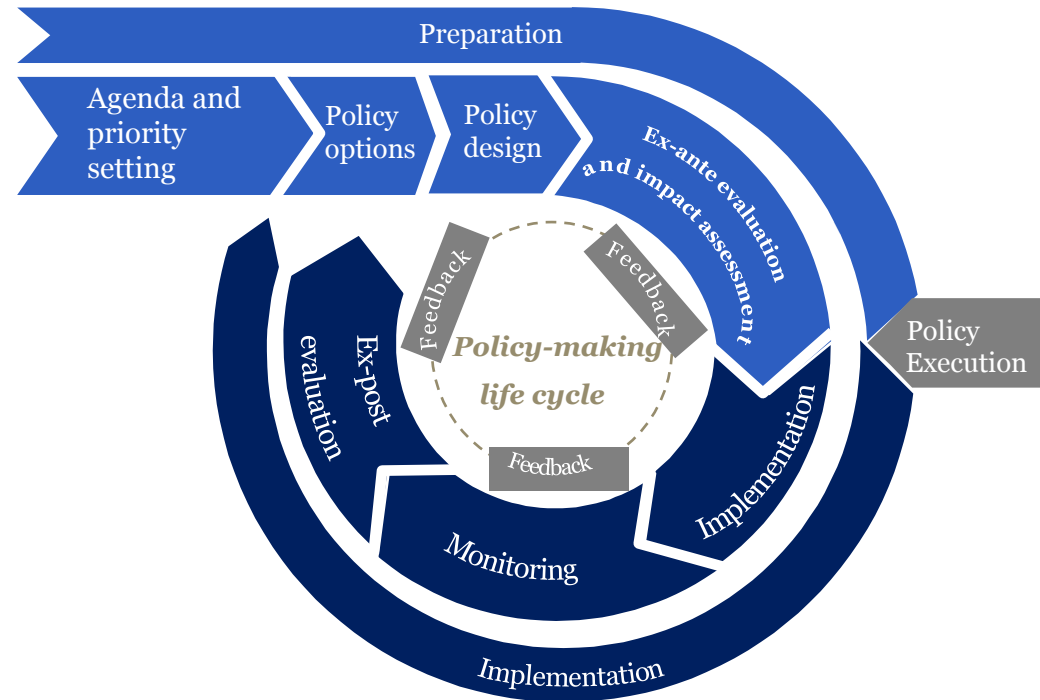 Preparation
Agenda and
priority
setting
Policy
options
Policy
design
Ex-ante evaluation
and impact assessment
Feedback
Feedback
Policy-making
life cycle
Feedback
Policy
Execution
Implementation
Monitoring
Ex-post
evaluation
Implementation